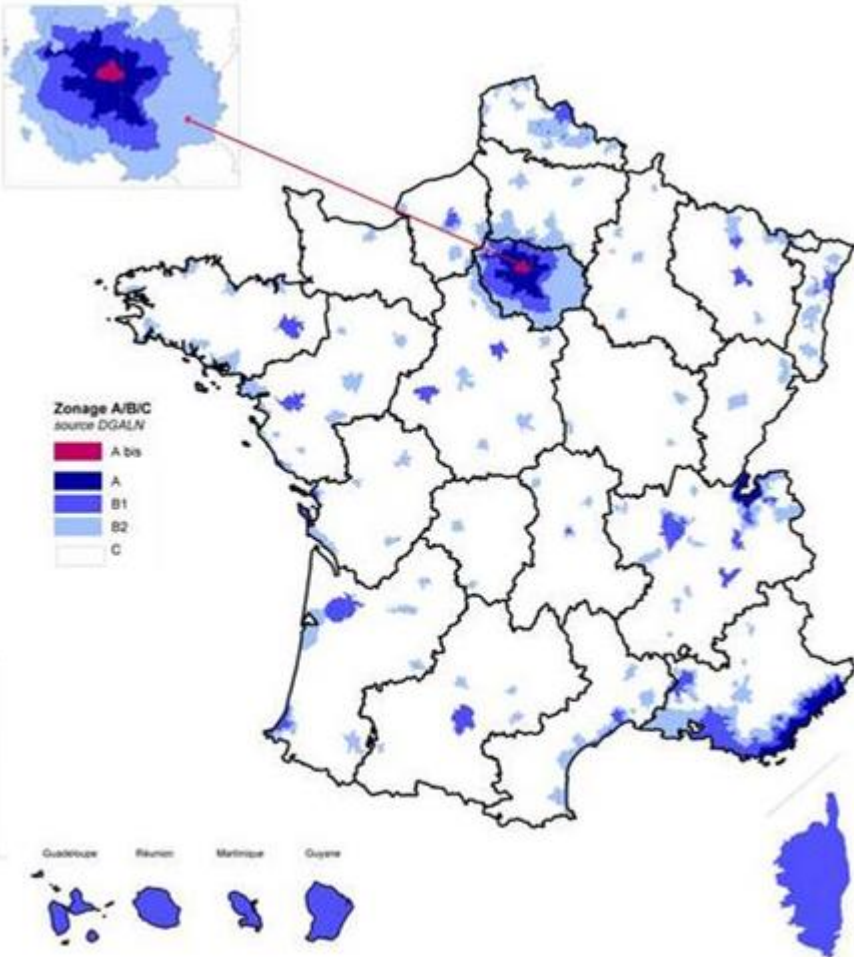 Zonage A/B/C
source DGALN
A bis
A
B1
B2
C
Guadeloupe Réunion Martinique Guyane